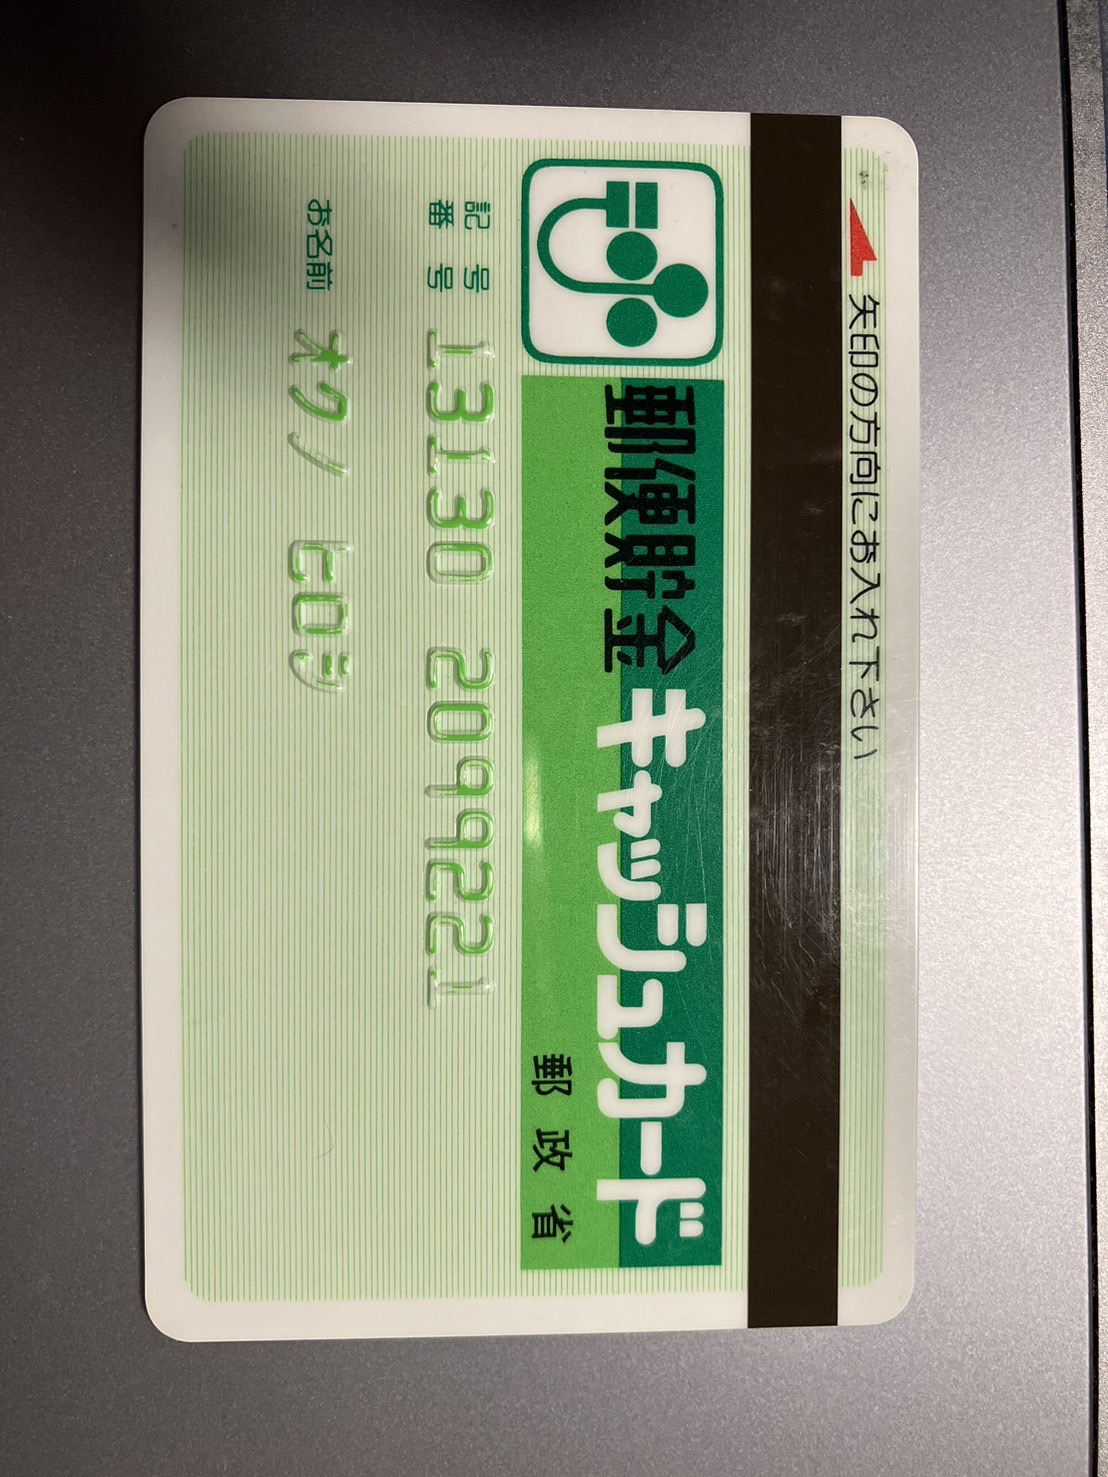 矢印の方向にお入れ下さい
郵便貯金 キャッシュカード
郵政省
記号
番号 13130 2099221
お名前 オクノ ヒロシ